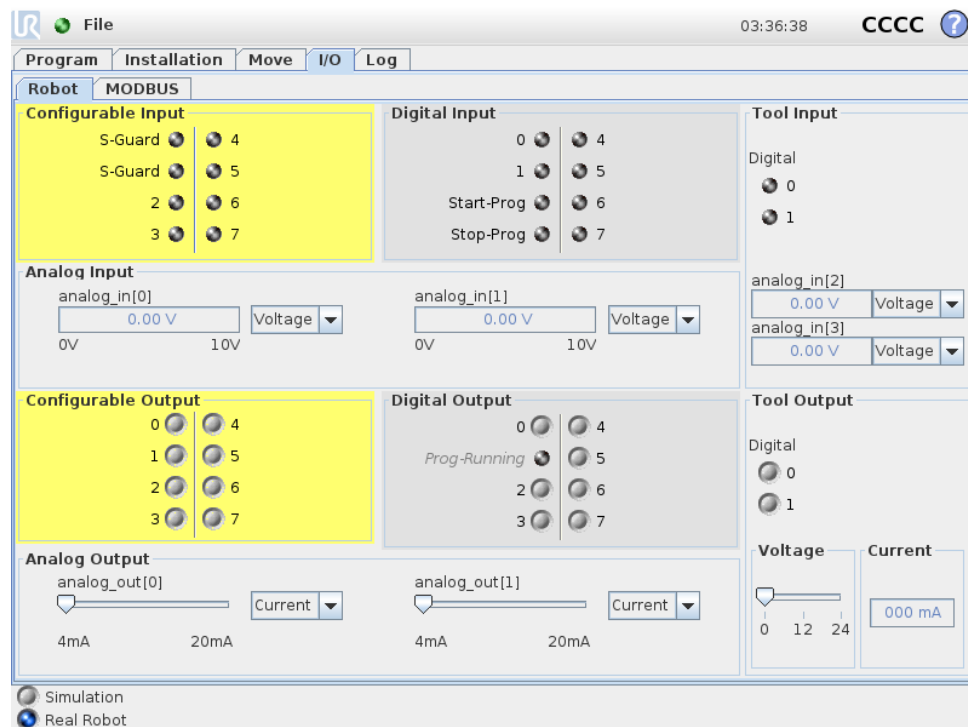 UR File 03:36:38 CCCC ?
Program Installation Move I/O Log
Robot MODBUS
Configurable Input
S-Guard 4
S-Guard 5
2 6
3 7
Digital Input
0 4
1 5
Start-Prog 6
Stop-Prog 7
Tool Input
Digital
0
1
Analog Input
analog_in[0]
0.00 V Voltage
0V 10V
analog_in[1]
0.00 V Voltage
0V 10V
analog_in[2]
0.00 V Voltage
analog_in[3]
0.00 V Voltage
Configurable Output
0 4
1 5
2 6
3 7
Digital Output
0 4
Prog-Running 5
2 6
3 7
Tool Output
Digital
0
1
Analog Output
analog_out[0]
Current
4mA 20mA
analog_out[1]
Current
4mA 20mA
Voltage
0 12 24
Current
000 mA
Simulation
Real Robot